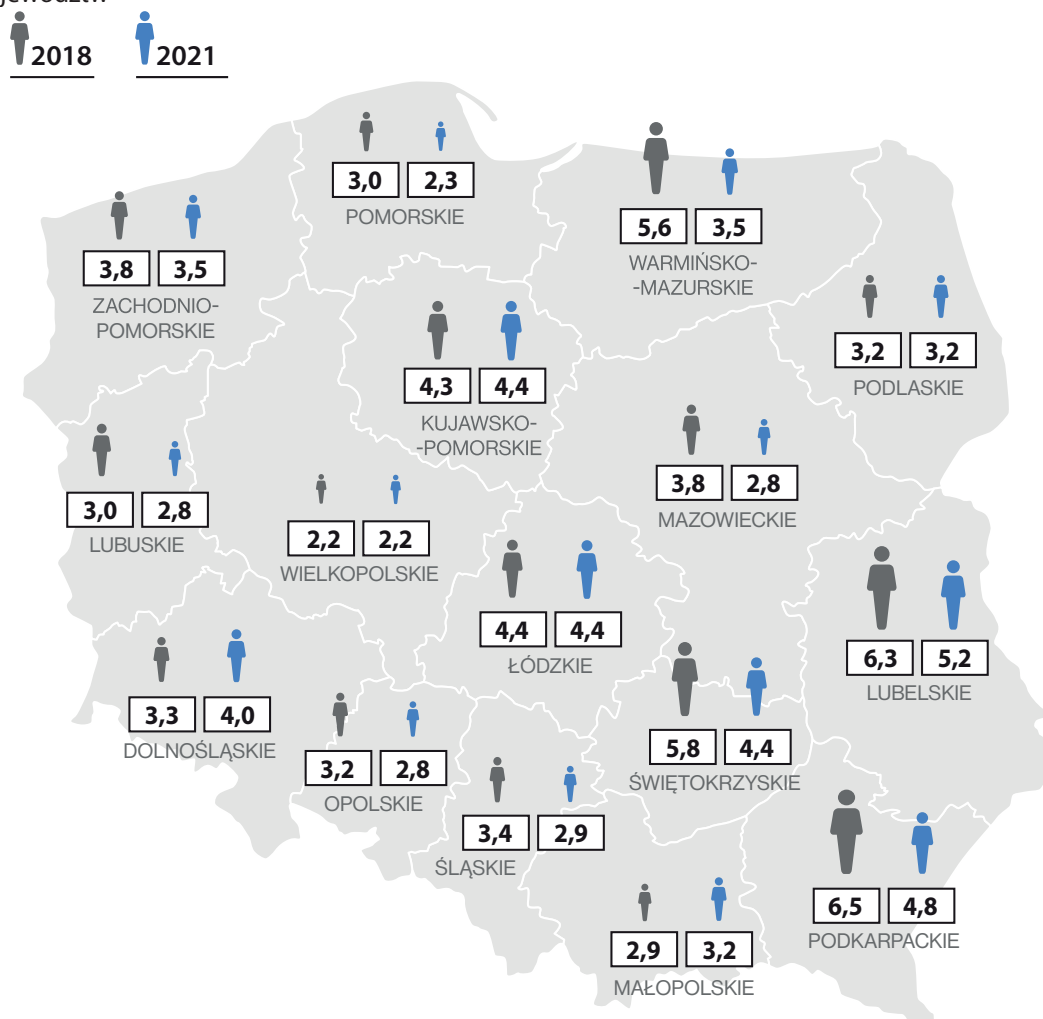 2018 2021
3,0 2,3
POMORSKIE
5,6 3,5
WARMIŃSKO-
-MAZURSKIE
3,8 3,5
ZACHODNIO-
POMORSKIE
3,2 3,2
PODLASKIE
4,3 4,4
KUJAWSKO-
-POMORSKIE
3,8 2,8
MAZOWIECKIE
3,0 2,8
LUBUSKIE
2,2 2,2
WIELKOPOLSKIE
4,4 4,4
ŁÓDZKIE
6,3 5,2
LUBELSKIE
3,3 4,0
DOLNOŚLĄSKIE
3,2 2,8
OPOLSKIE
5,8 4,4
ŚWIĘTOKRZYSKIE
3,4 2,9
ŚLĄSKIE
6,5 4,8
PODKARPACKIE
2,9 3,2
MAŁOPOLSKIE